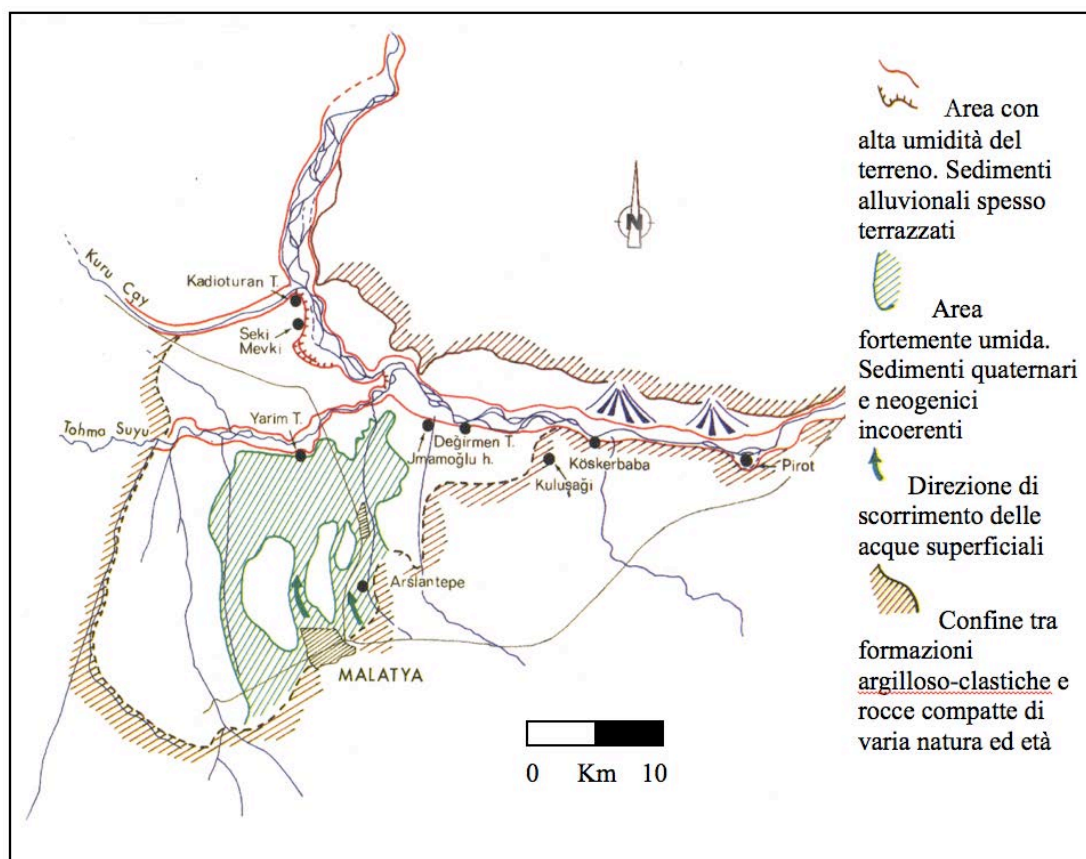 N
Kuru Çay
Kadioturan T.
Seki
Mevki
Tohma Suyu
Yarim T.
Değirmen T.
Jmamoğlu h.
Köskerbaba
Pirot
Kuluşaği
Arslantepe
MALATYA
0 Km 10
Area con
alta umidità del
terreno. Sedimenti
alluvionali spesso
terrazzati
Area
fortemente umida.
Sedimenti quaternari
e neogenici
incoerenti
Direzione di
scorrimento delle
acque superficiali
Confine tra
formazioni
argilloso-clastiche e
rocce compatte di
varia natura ed età